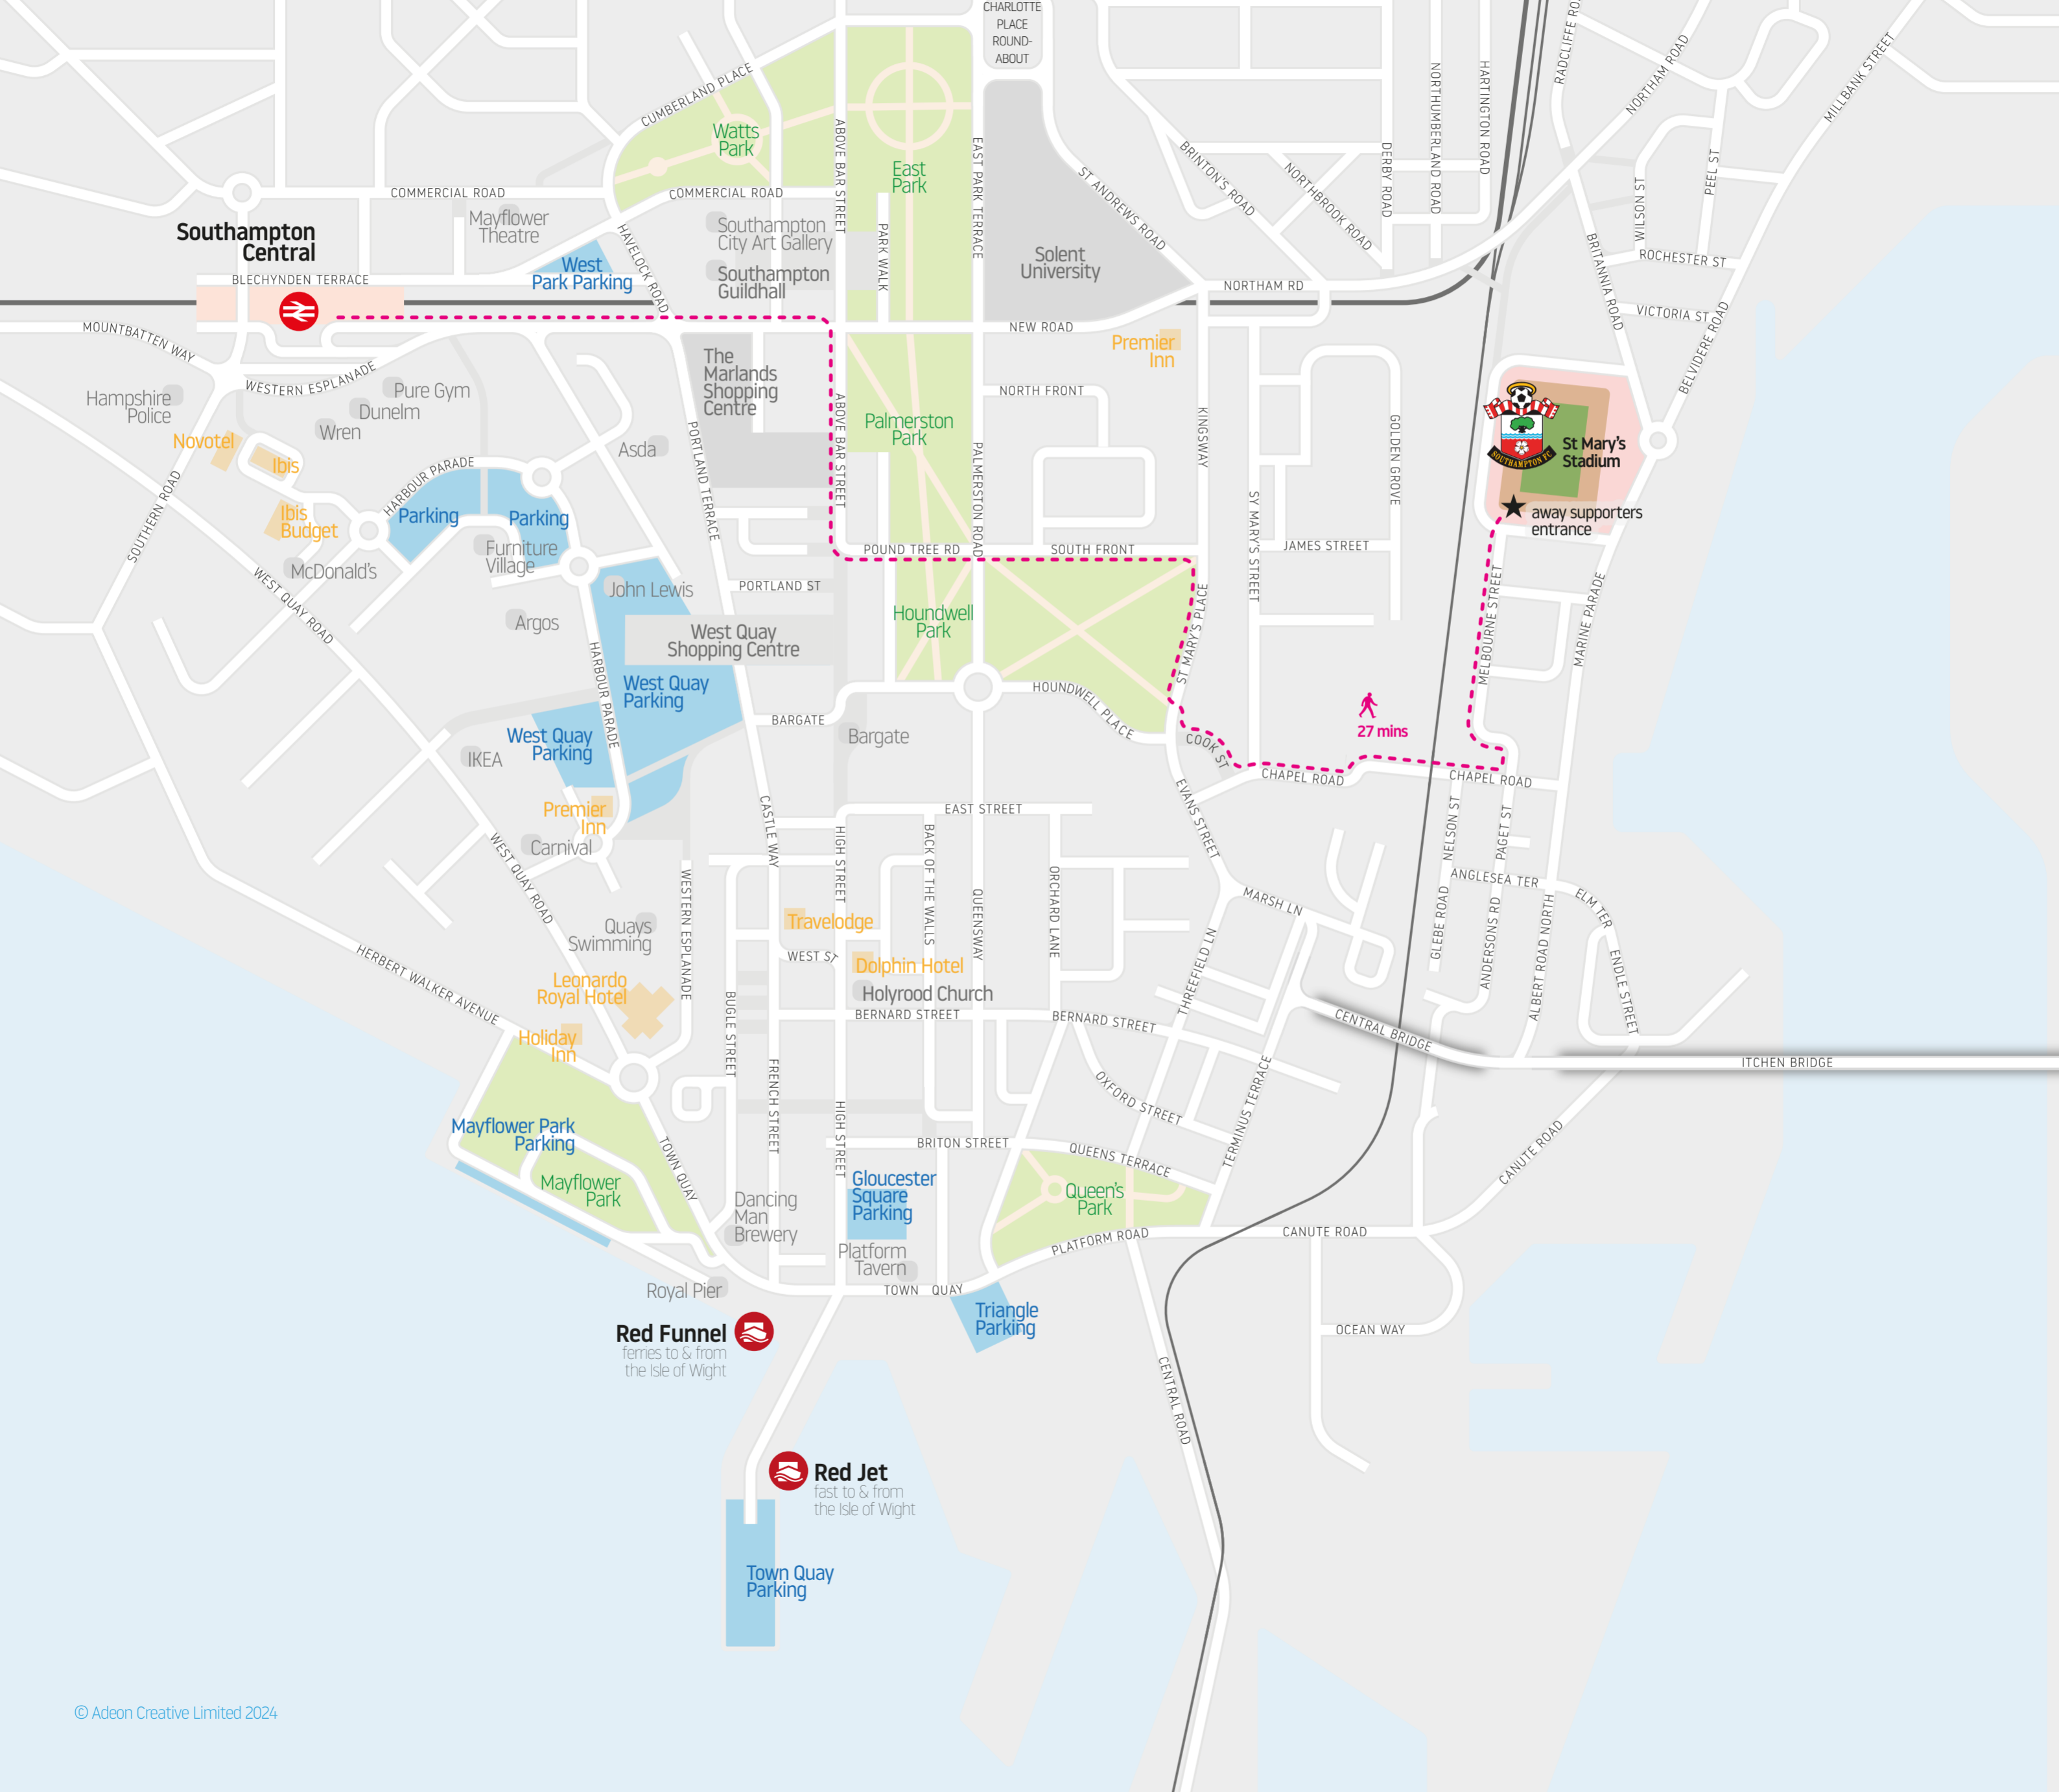 CHARLOTTE
PLACE
ROUND-
ABOUT
CUMBERLAND PLACE
Watts
Park
ABOVE BAR STREET
East
Park
EAST PARK TERRACE
ST ANDREWS ROAD
BRINTON'S ROAD
NORTHBROOK ROAD
DERBY ROAD
NORTHUMBERLAND ROAD
HARTINGTON ROAD
NORTHAM ROAD
MILLBANK STREET
WILSON ST
PEEL ST
COMMERCIAL ROAD
COMMERCIAL ROAD
Mayflower
Theatre
Southampton
Central
BLECHYNDEN TERRACE
West
Park Parking
HAVELOCK ROAD
Southampton
City Art Gallery
Southampton
Guildhall
PARK WALK
Solent
University
NORTHAM RD
BRITANNIA ROAD
ROCHESTER ST
VICTORIA ST
BELVIDERE ROAD
MOUNTBATTEN WAY
NEW ROAD
Premier
Inn
WESTERN ESPLANADE
Pure Gym
Dunelm
Wren
Hampshire
Police
Novotel
Ibis
Ibis
Budget
McDonald's
SOUTHERN ROAD
The
Marlands
Shopping
Centre
ABOVE BAR STREET
Palmerston
Park
NORTH FRONT
PALMERSTON ROAD
KINGSWAY
GOLDEN GROVE
SOUTHAMPTON FC
St Mary's
Stadium
away supporters
entrance
HARBOUR PARADE
Asda
PORTLAND TERRACE
Parking
Parking
Furniture
Village
POUND TREE RD
SOUTH FRONT
SY MARY'S STREET
JAMES STREET
MELBOURNE STREET
MARINE PARADE
WEST QUAY ROAD
John Lewis
PORTLAND ST
Argos
West Quay
Shopping Centre
Houndwell
Park
ST MARY'S PLACE
HARBOUR PARADE
West Quay
Parking
HOUNDWELL PLACE
BARGATE
Bargate
27 mins
COOK ST
CHAPEL ROAD
CHAPEL ROAD
West Quay
Parking
IKEA
Premier
Inn
Carnival
CASTLE WAY
EAST STREET
EVANS STREET
NELSON ST
PAGET ST
WEST QUAY ROAD
WESTERN ESPLANADE
HIGH STREET
BACK OF THE WALLS
QUEENSWAY
ORCHARD LANE
MARSH LN
ANGLESEA TER
ELM TER
GLEBE ROAD
ANDERSONS RD
ALBERT ROAD NORTH
ENDLE STREET
Quays
Swimming
Travelodge
WEST ST
Dolphin Hotel
Holyrood Church
THREEFIELD LN
HERBERT WALKER AVENUE
Leonardo
Royal Hotel
BUGLE STREET
BERNARD STREET
BERNARD STREET
CENTRAL BRIDGE
Holiday
Inn
ITCHEN BRIDGE
FRENCH STREET
HIGH STREET
OXFORD STREET
TERMINUS TERRACE
Mayflower Park
Parking
BRITON STREET
QUEENS TERRACE
CANUTE ROAD
TOWN QUAY
Mayflower
Park
Gloucester
Square
Parking
Queen's
Park
Dancing
Man
Brewery
Platform
Tavern
PLATFORM ROAD
CANUTE ROAD
Royal Pier
TOWN QUAY
Red Funnel
ferries to & from
the Isle of Wight
Triangle
Parking
OCEAN WAY
CENTRAL ROAD
Red Jet
fast to & from
the Isle of Wight
Town Quay
Parking
© Adeon Creative Limited 2024